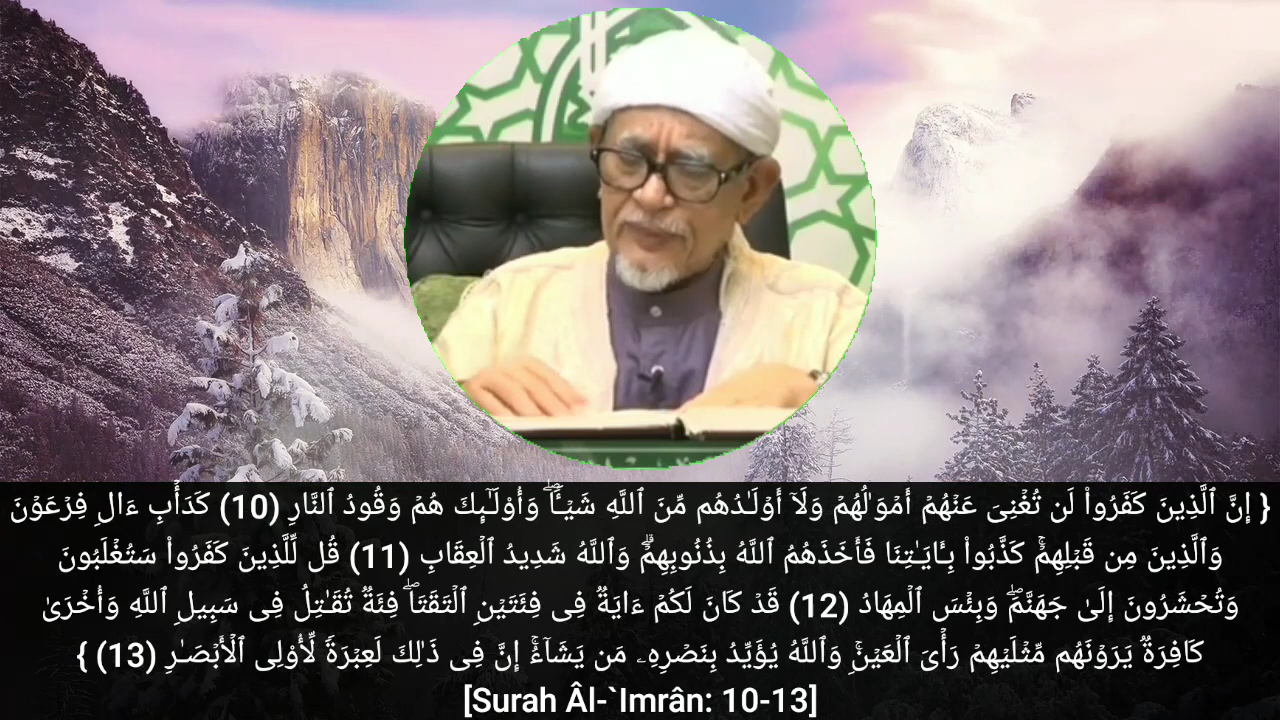 { إِنَّ ٱلَّذِينَ كَفَرُوا۟ لَن تُغْنِىَ عَنْهُمْ أَمْوَٰلُهُمْ وَلَآ أَوْلَـٰدُهُم مِّنَ ٱللَّهِ شَيْـًٔا ۖ وَأُو۟لَـٰٓئِكَ هُمْ وَقُودُ ٱلنَّارِ (10) كَدَأْبِ ءَالِ فِرْعَوْنَ
وَٱلَّذِينَ مِن قَبْلِهِمْ ۚ كَذَّبُوا۟ بِـَٔايَـٰتِنَا فَأَخَذَهُمُ ٱللَّهُ بِذُنُوبِهِمْ ۗ وَٱللَّهُ شَدِيدُ ٱلْعِقَابِ (11) قُل لِّلَّذِينَ كَفَرُوا۟ سَتُغْلَبُونَ
وَتُحْشَرُونَ إِلَىٰ جَهَنَّمَ ۚ وَبِئْسَ ٱلْمِهَادُ (12) قَدْ كَانَ لَكُمْ ءَايَةٌ فِى فِئَتَيْنِ ٱلْتَقَتَا ۖ فِئَةٌ تُقَـٰتِلُ فِى سَبِيلِ ٱللَّهِ وَأُخْرَىٰ
كَافِرَةٌ يَرَوْنَهُم مِّثْلَيْهِمْ رَأْىَ ٱلْعَيْنِ ۚ وَٱللَّهُ يُؤَيِّدُ بِنَصْرِهِۦ مَن يَشَآءُ ۗ إِنَّ فِى ذَٰلِكَ لَعِبْرَةً لِّأُو۟لِى ٱلْأَبْصَـٰرِ (13) }
[Surah Âl-`Imrân: 10-13]